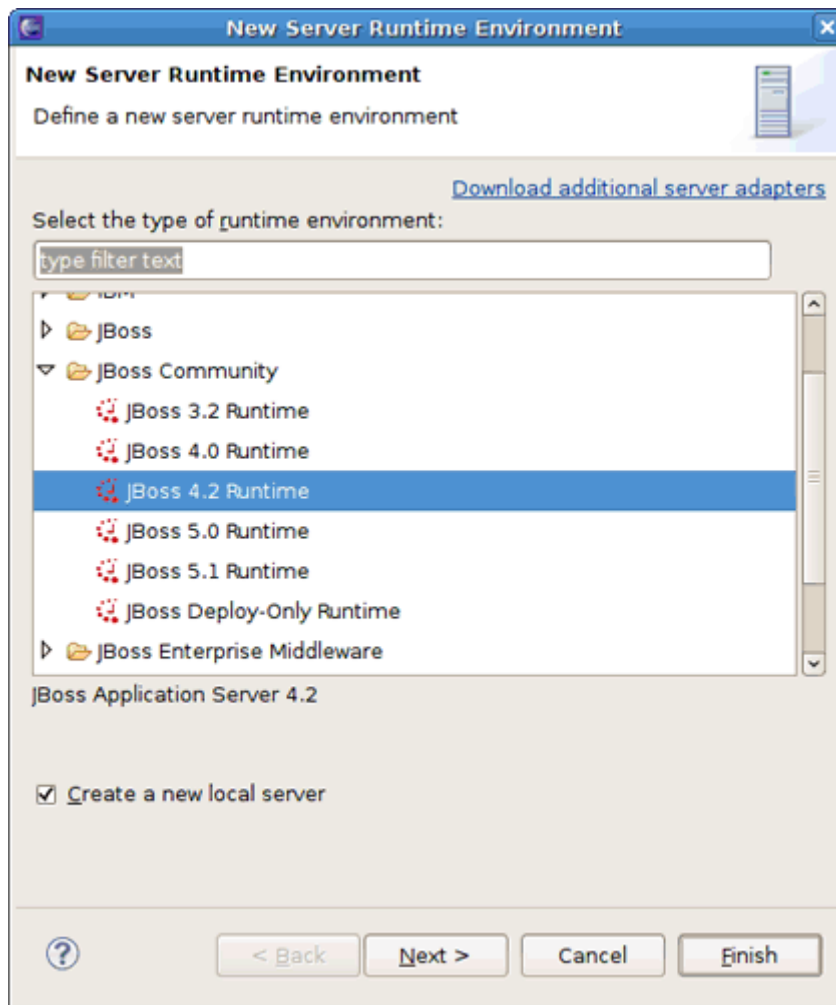 New Server Runtime Environment
New Server Runtime Environment
Define a new server runtime environment
Download additional server adapters
Select the type of runtime environment:
type filter text
IBM
JBoss
JBoss Community
JBoss 3.2 Runtime
JBoss 4.0 Runtime
JBoss 4.2 Runtime
JBoss 5.0 Runtime
JBoss 5.1 Runtime
JBoss Deploy-Only Runtime
JBoss Enterprise Middleware
JBoss Application Server 4.2
Create a new local server
? < Back Next > Cancel Finish